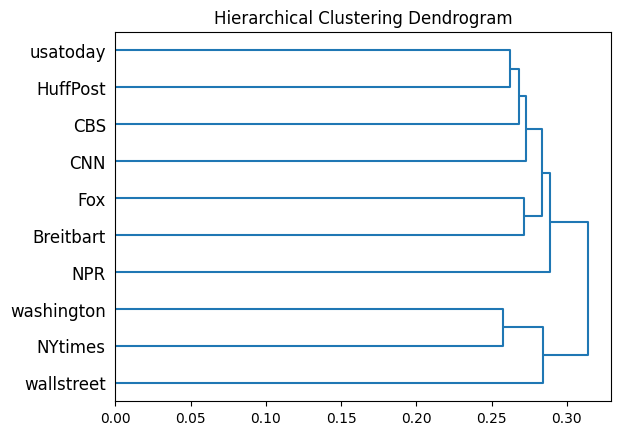 Hierarchical Clustering Dendrogram
usatoday
HuffPost
CBS
CNN
Fox
Breitbart
NPR
washington
NYtimes
wallstreet
0.00 0.05 0.10 0.15 0.20 0.25 0.30